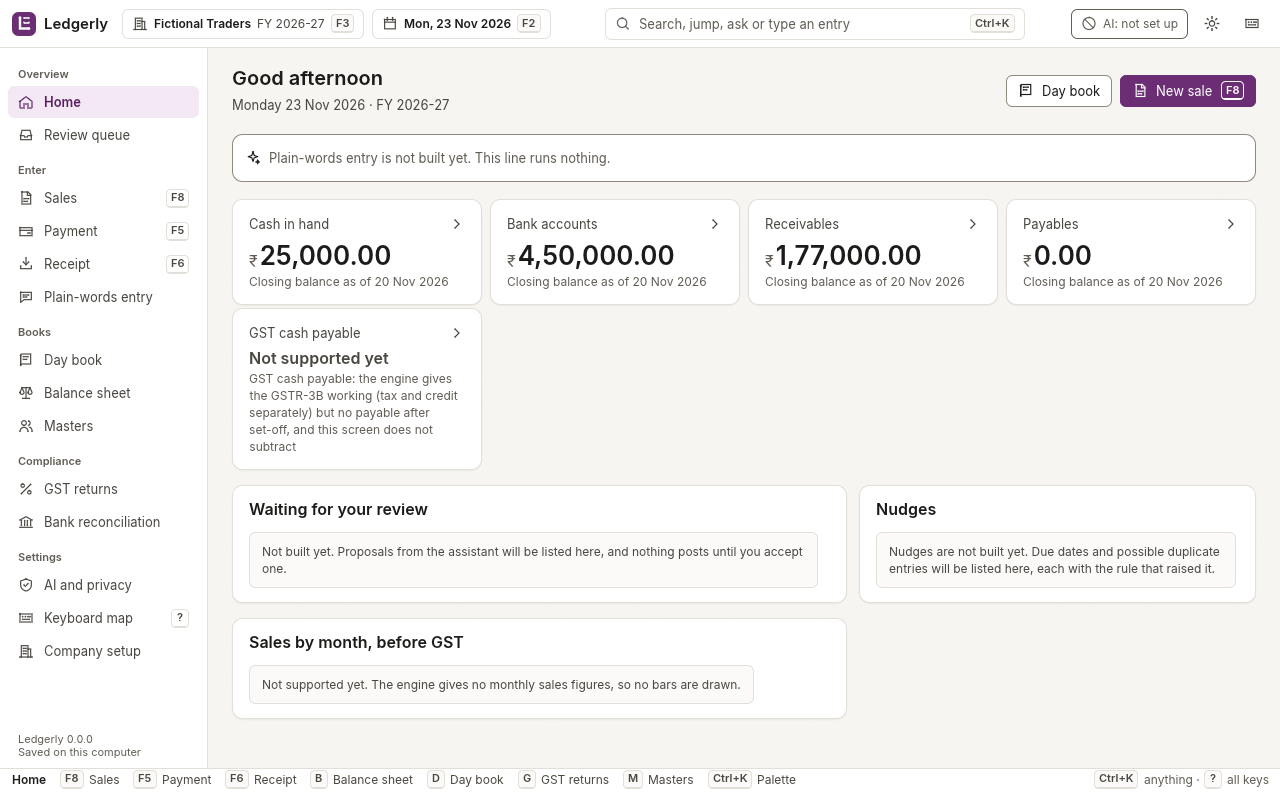 Ledgerly
Fictional Traders FY 2026-27 F3
Mon, 23 Nov 2026 F2
Search, jump, ask or type an entry Ctrl+K
AI: not set up
Overview
Home
Review queue
Enter
Sales F8
Payment F5
Receipt F6
Plain-words entry
Books
Day book
Balance sheet
Masters
Compliance
GST returns
Bank reconciliation
Settings
AI and privacy
Keyboard map ?
Company setup
Ledgerly 0.0.0
Saved on this computer
Good afternoon
Monday 23 Nov 2026 · FY 2026-27
Day book
New sale F8
Plain-words entry is not built yet. This line runs nothing.
Cash in hand
₹25,000.00
Closing balance as of 20 Nov 2026
Bank accounts
₹4,50,000.00
Closing balance as of 20 Nov 2026
Receivables
₹1,77,000.00
Closing balance as of 20 Nov 2026
Payables
₹0.00
Closing balance as of 20 Nov 2026
GST cash payable
Not supported yet
GST cash payable: the engine gives
the GSTR-3B working (tax and credit
separately) but no payable after
set-off, and this screen does not
subtract
Waiting for your review
Not built yet. Proposals from the assistant will be listed here, and nothing posts until you accept
one.
Nudges
Nudges are not built yet. Due dates and possible duplicate
entries will be listed here, each with the rule that raised it.
Sales by month, before GST
Not supported yet. The engine gives no monthly sales figures, so no bars are drawn.
Home F8 Sales F5 Payment F6 Receipt B Balance sheet D Day book G GST returns M Masters Ctrl+K Palette
Ctrl+K anything · ? all keys